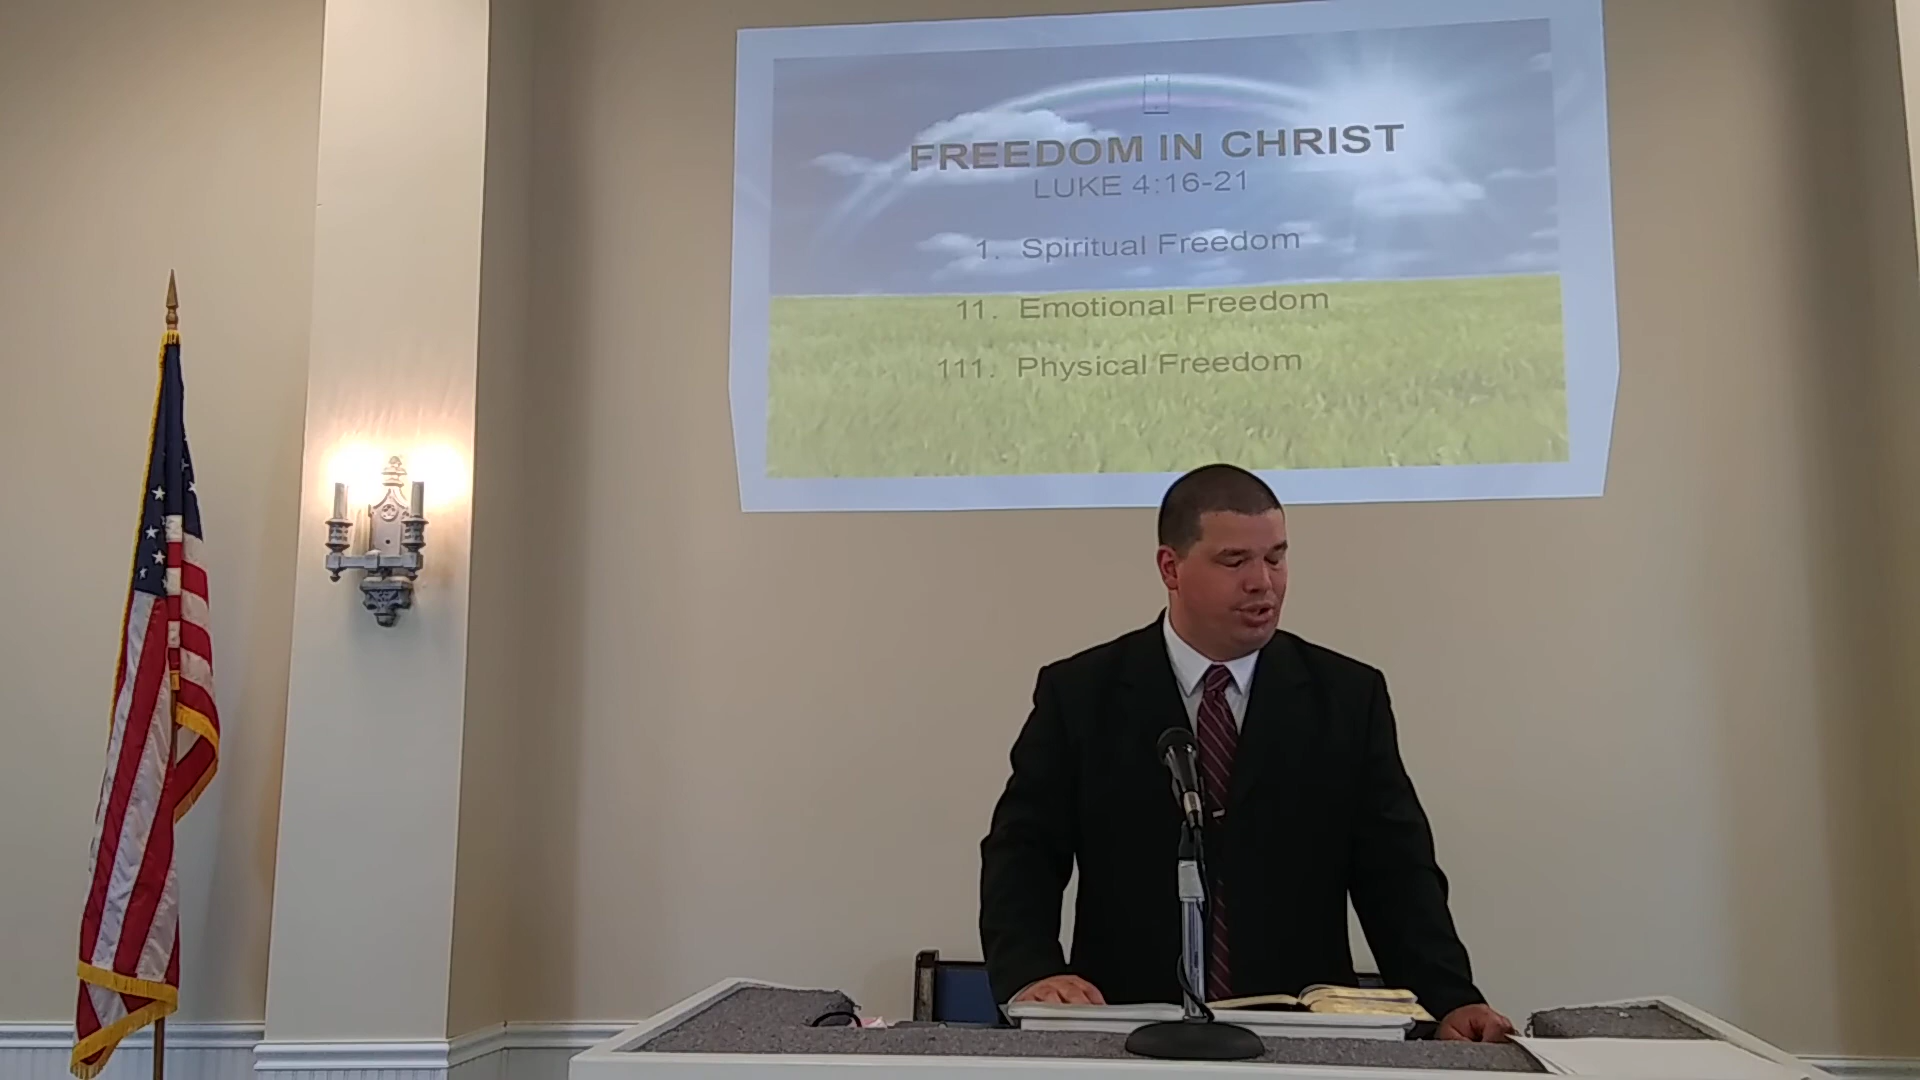 FREEDOM IN CHRIST
LUKE 4:16-21
1. Spiritual Freedom
11. Emotional Freedom
111. Physical Freedom